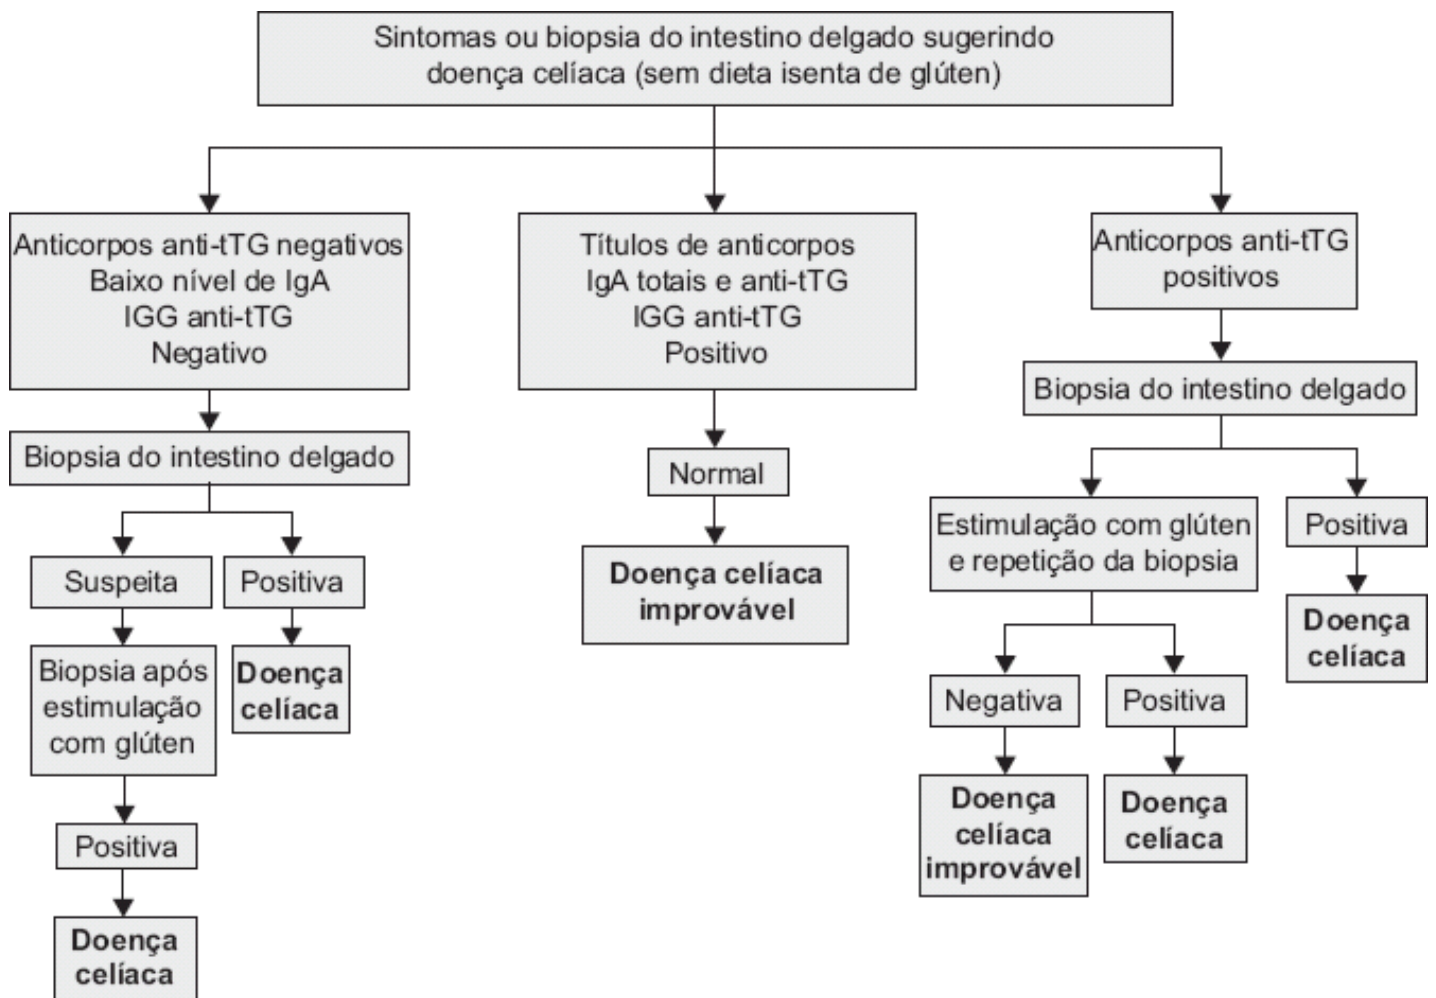 Sintomas ou biopsia do intestino delgado sugerindo
doença celíaca (sem dieta isenta de glúten)
Anticorpos anti-tTG negativos
Baixo nível de IgA
IGG anti-tTG
Negativo
Biopsia do intestino delgado
Suspeita
Positiva
Biopsia após
estimulação
com glúten
Doença
celíaca
Positiva
Doença
celíaca
Títulos de anticorpos
IgA totais e anti-tTG
IGG anti-tTG
Positivo
Normal
Doença celíaca
improvável
Anticorpos anti-tTG
positivos
Biopsia do intestino delgado
Estimulação com glúten
e repetição da biopsia
Positiva
Doença
celíaca
Negativa
Positiva
Doença
celíaca
improvável
Doença
celíaca